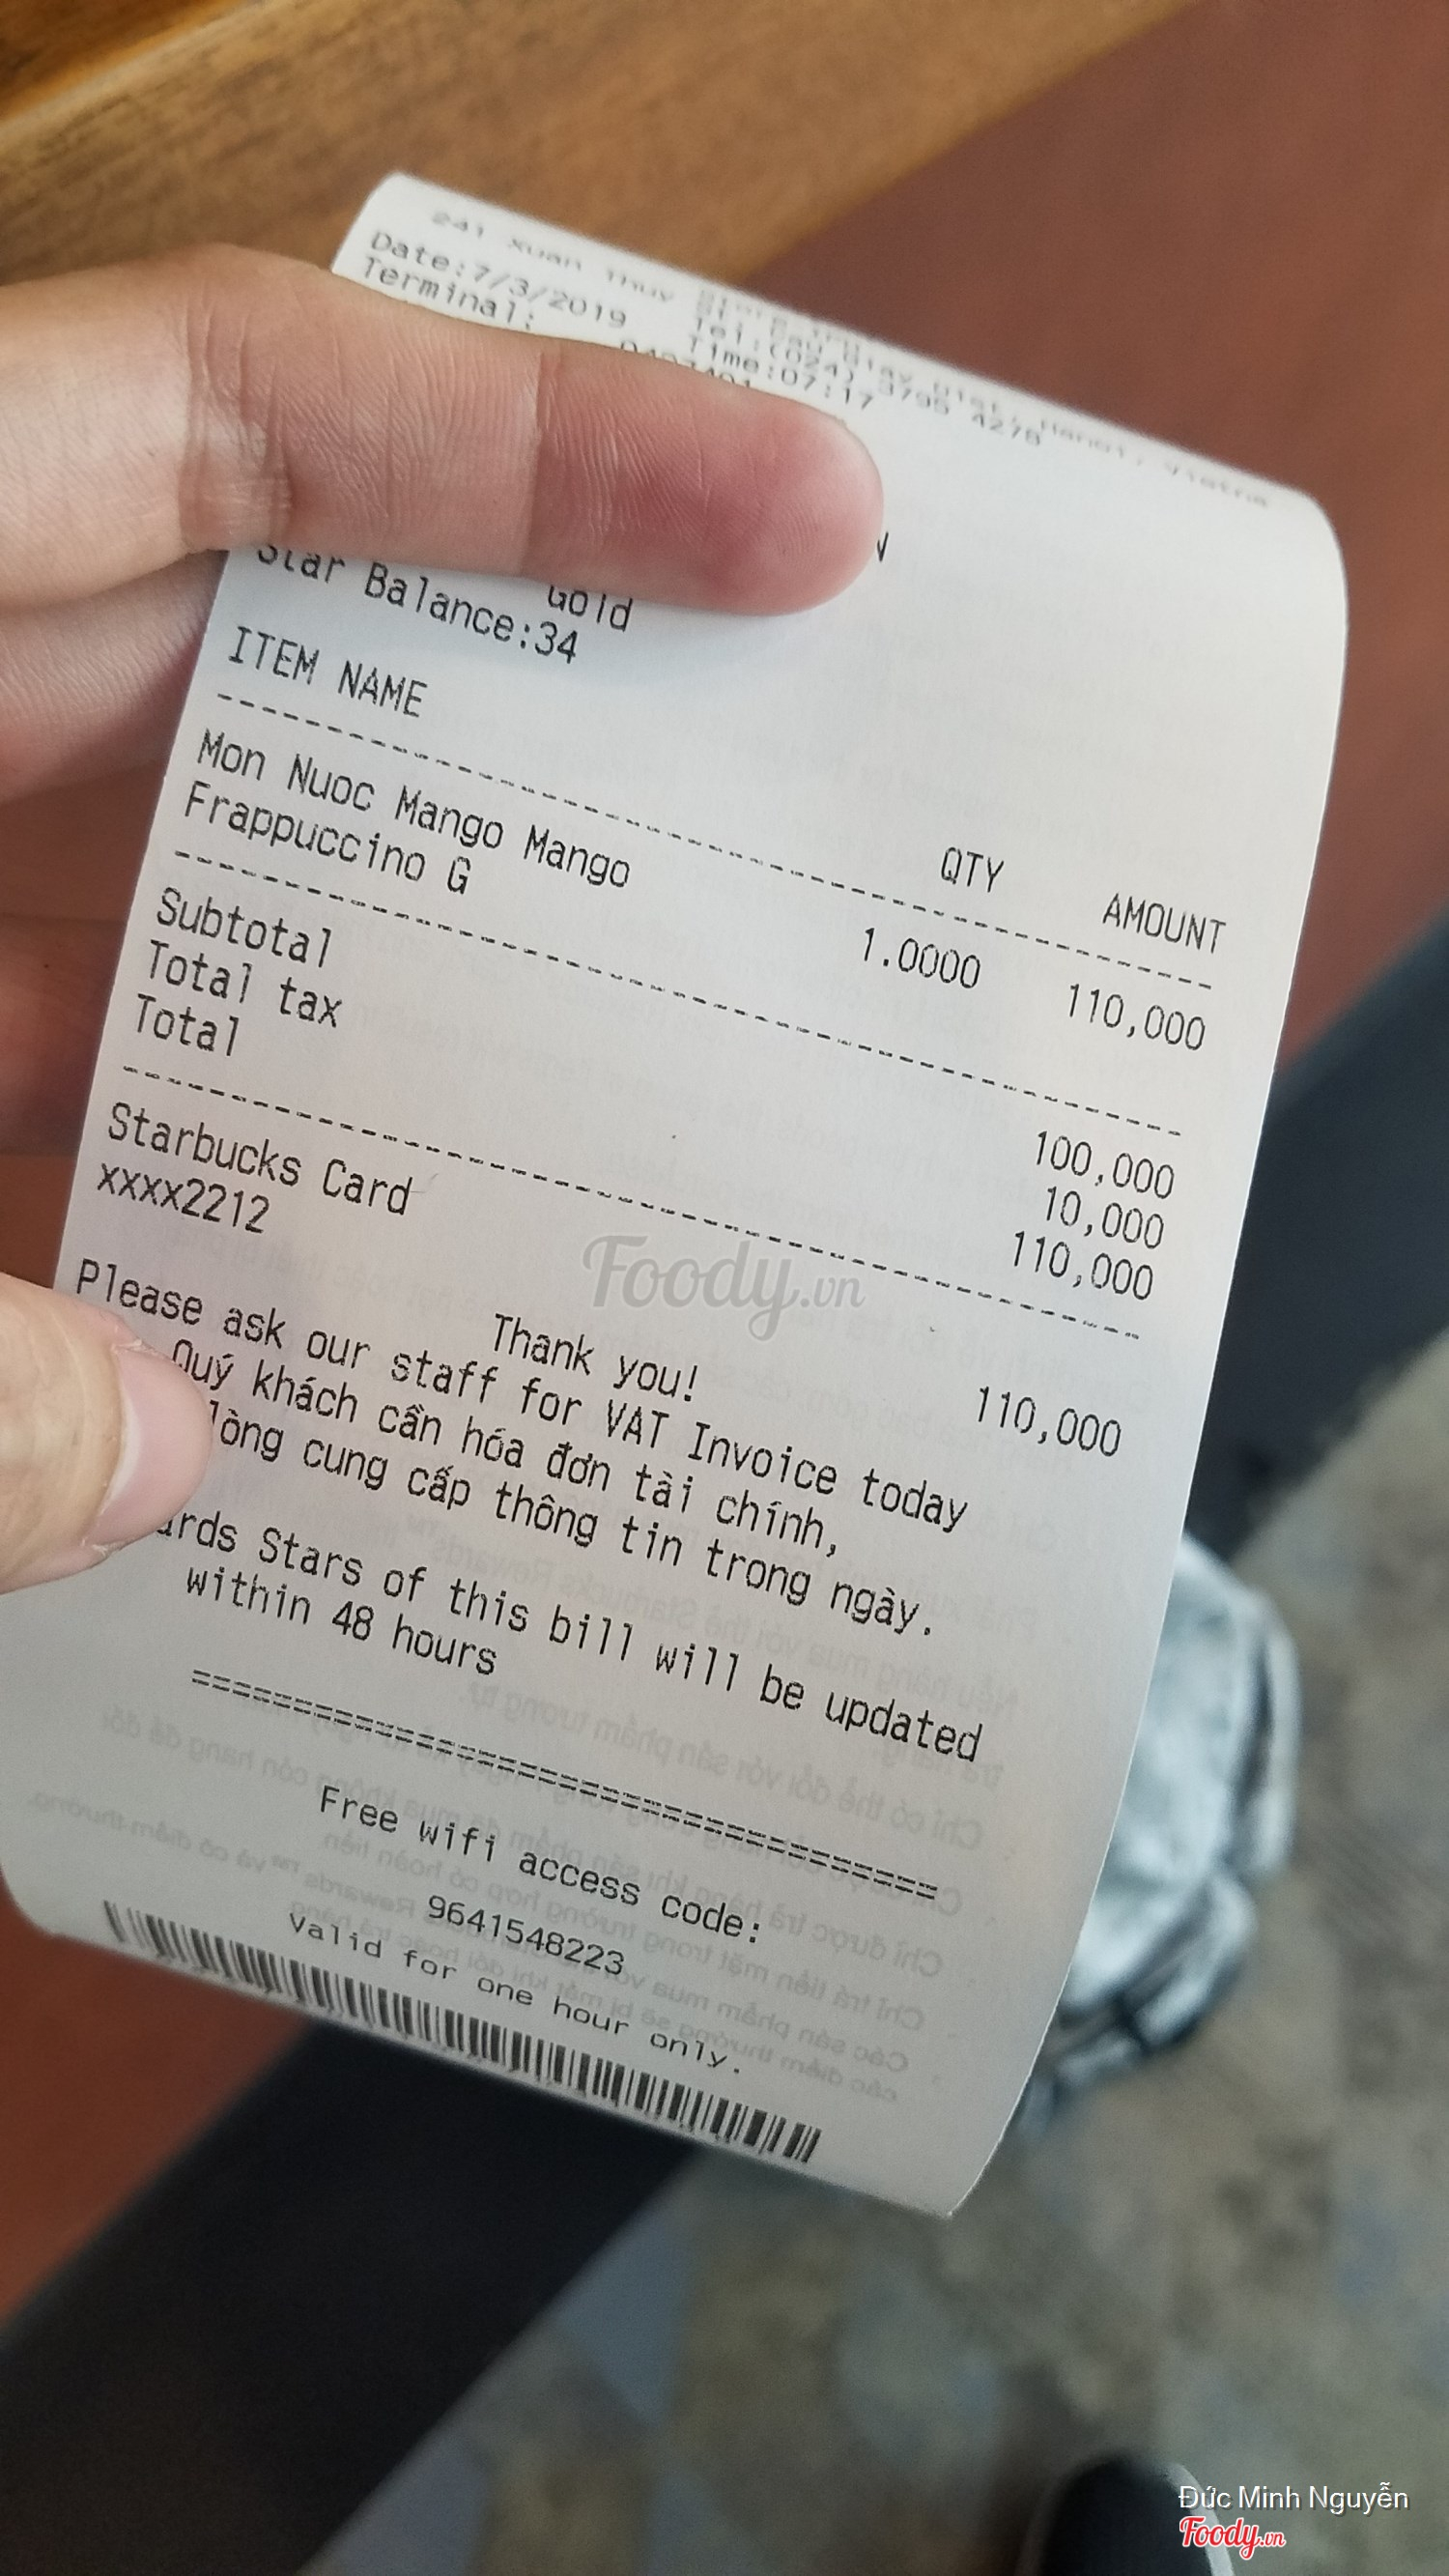 241 Xuan Thuy
Tel:(024) 3795 4278
Date:7/3/2019 Time:07:17
Terminal:
Gold
Star Balance:34
ITEM NAME QTY AMOUNT
Mon Nuoc Mango Mango
Frappuccino G 1.0000 110,000
Subtotal 100,000
Total tax 10,000
Total 110,000
Starbucks Card
xxxx2212 110,000
Thank you!
Please ask our staff for VAT Invoice today
Quý khách cần hóa đơn tài chính,
lòng cung cấp thông tin trong ngày.
Stars of this bill will be updated
within 48 hours
Free wifi access code:
9641548223
Valid for one hour only.
Foody.vn
Đức Minh Nguyễn
Foody.vn